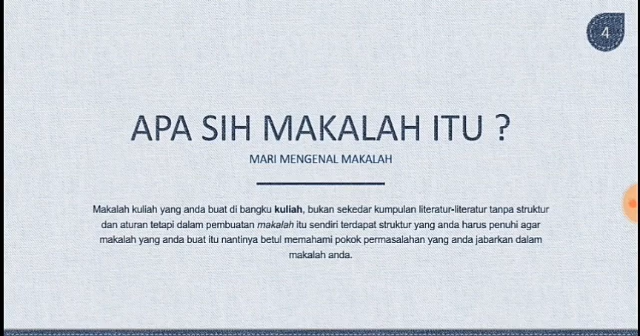 4
APA SIH MAKALAH ITU ?
MARI MENGENAL MAKALAH
Makalah kuliah yang anda buat di bangku kuliah, bukan sekedar kumpulan literatur-literatur tanpa struktur
dan aturan tetapi dalam pembuatan makalah itu sendiri terdapat struktur yang anda harus penuhi agar
makalah yang anda buat itu nantinya betul memahami pokok permasalahan yang anda jabarkan dalam
makalah anda.